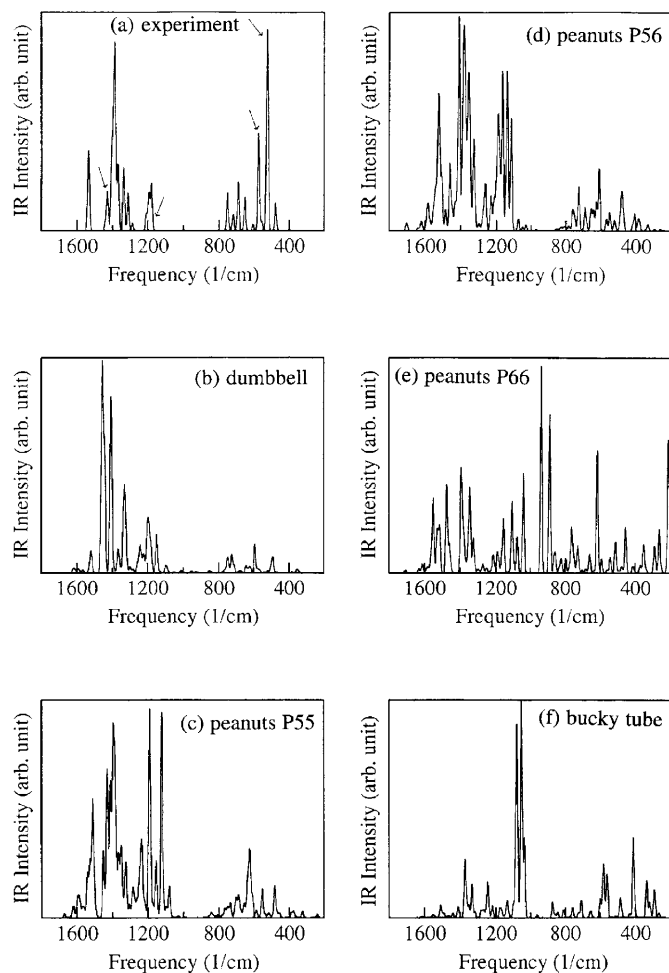 (a) experiment
IR Intensity (arb. unit)
1600 1200 800 400
Frequency (1/cm)
(d) peanuts P56
IR Intensity (arb. unit)
1600 1200 800 400
Frequency (1/cm)
(b) dumbbell
IR Intensity (arb. unit)
1600 1200 800 400
Frequency (1/cm)
(e) peanuts P66
IR Intensity (arb. unit)
1600 1200 800 400
Frequency (1/cm)
(c) peanuts P55
IR Intensity (arb. unit)
1600 1200 800 400
Frequency (1/cm)
(f) bucky tube
IR Intensity (arb. unit)
1600 1200 800 400
Frequency (1/cm)